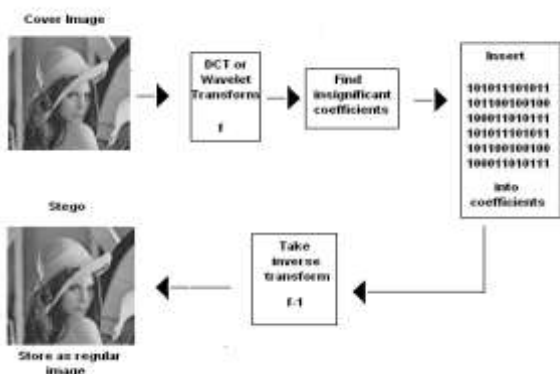 Cover Image
DCT or
Wavelet
Transform
f
Find
insignificant
coefficients
Insert
101011101011
101100100100
100011010111
101011101011
101100100100
100011010111
into
coefficients
Stego
Take
inverse
transform
f-1
Store as regular
image